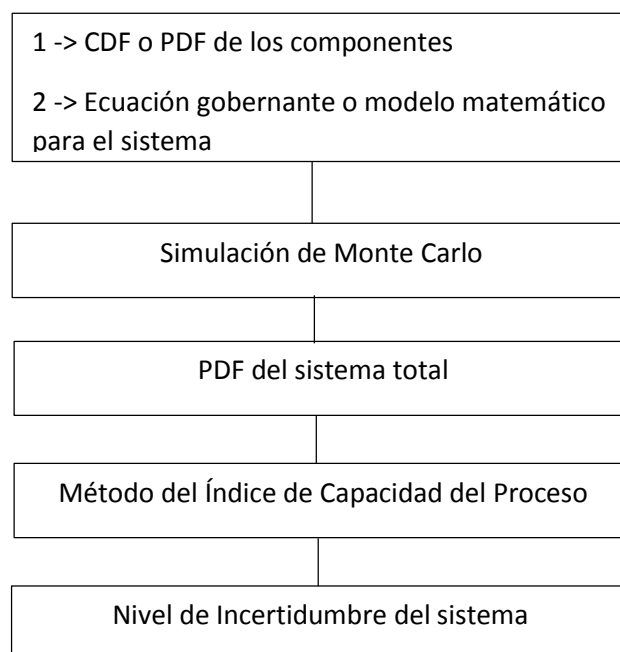 1 -> CDF o PDF de los componentes
2 -> Ecuación gobernante o modelo matemático
para el sistema
Simulación de Monte Carlo
PDF del sistema total
Método del Índice de Capacidad del Proceso
Nivel de Incertidumbre del sistema